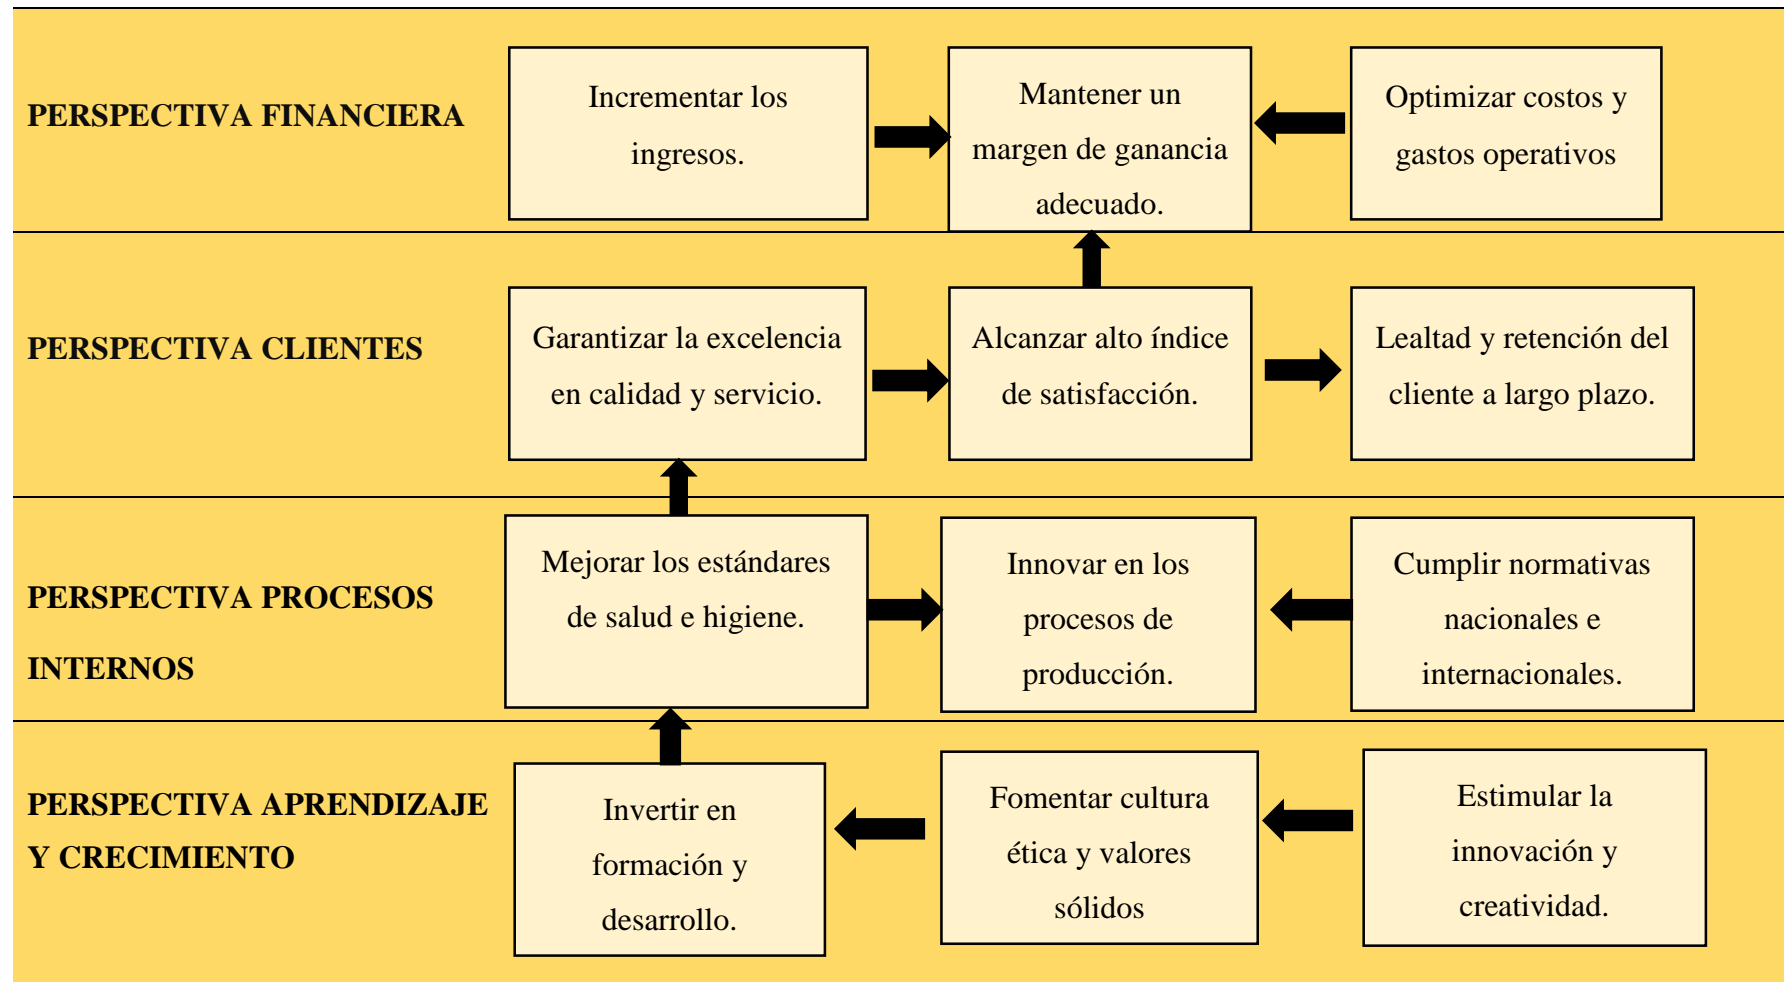 PERSPECTIVA FINANCIERA
Incrementar los
ingresos.
Mantener un
margen de ganancia
adecuado.
Optimizar costos y
gastos operativos
PERSPECTIVA CLIENTES
Garantizar la excelencia
en calidad y servicio.
Alcanzar alto índice
de satisfacción.
Lealtad y retención del
cliente a largo plazo.
PERSPECTIVA PROCESOS
INTERNOS
Mejorar los estándares
de salud e higiene.
Innovar en los
procesos de
producción.
Cumplir normativas
nacionales e
internacionales.
PERSPECTIVA APRENDIZAJE
Y CRECIMIENTO
Invertir en
formación y
desarrollo.
Fomentar cultura
ética y valores
sólidos
Estimular la
innovación y
creatividad.